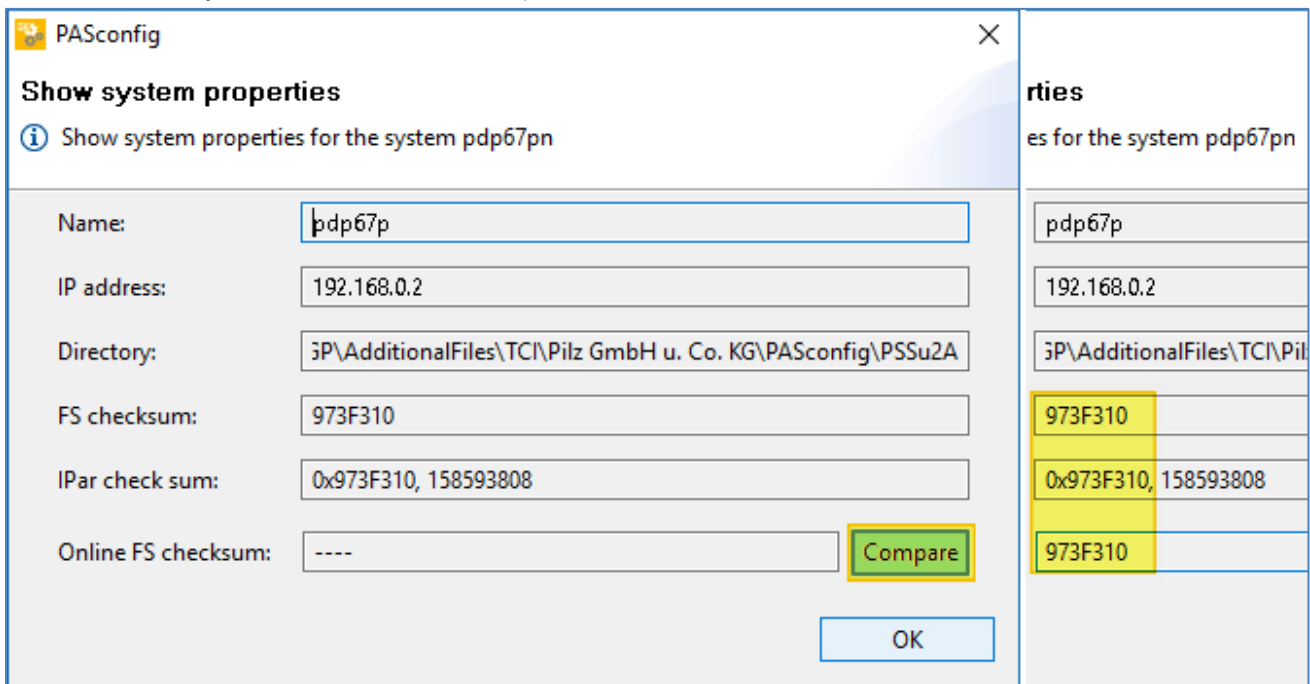 PASconfig
Show system properties
Show system properties for the system pdp67pn
Name: pdp67p
IP address: 192.168.0.2
Directory: GP\AdditionalFiles\TCI\Pilz GmbH u. Co. KG\PASconfig\PSSu2A
FS checksum: 973F310
IPar check sum: 0x973F310, 158593808
Online FS checksum: ---- Compare
OK
rties
es for the system pdp67pn
pdp67p
192.168.0.2
GP\AdditionalFiles\TCI\Pil
973F310
0x973F310, 158593808
973F310